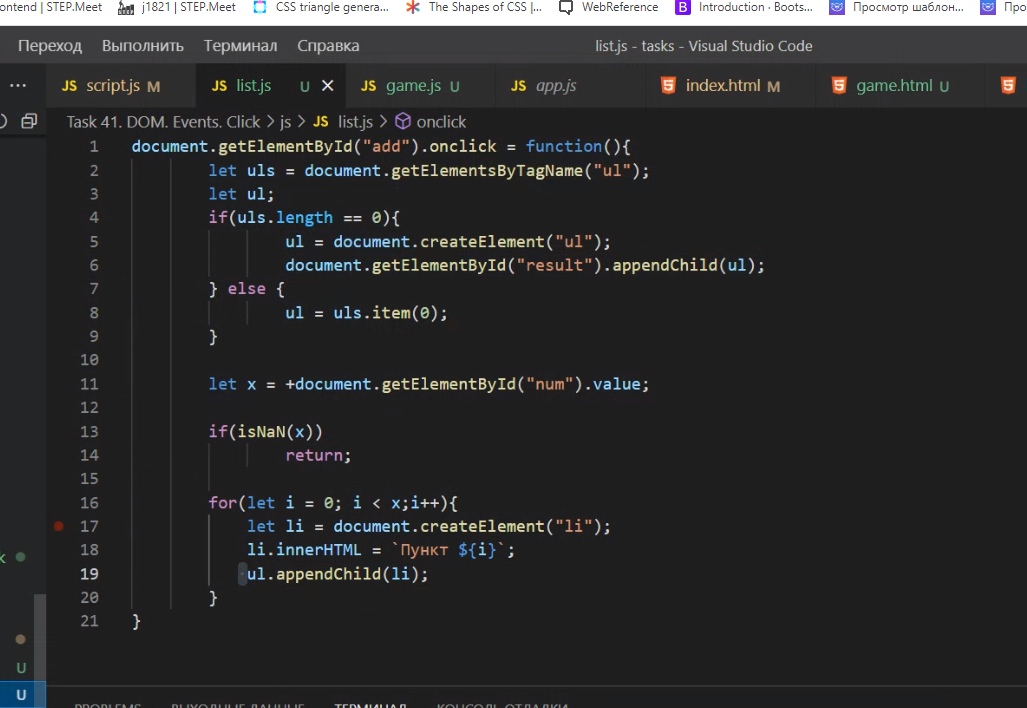 ontend | STEP.Meet j1821 | STEP.Meet CSS triangle genera... The Shapes of CSS |... WebReference B Introduction · Boots... Просмотр шаблон... Про
Переход Выполнить Терминал Справка list.js - tasks - Visual Studio Code
... JS script.js M JS list.js U JS game.js U JS app.js index.html M game.html U
Task 41. DOM. Events. Click > js > JS list.js > onclick
1 document.getElementById("add").onclick = function(){
2 let uls = document.getElementsByTagName("ul");
3 let ul;
4 if(uls.length == 0){
5 ul = document.createElement("ul");
6 document.getElementById("result").appendChild(ul);
7 } else {
8 ul = uls.item(0);
9 }
10
11 let x = +document.getElementById("num").value;
12
13 if(isNaN(x))
14 return;
15
16 for(let i = 0; i < x;i++){
17 let li = document.createElement("li");
18 li.innerHTML = `Пункт ${i}`;
19 ul.appendChild(li);
20 }
21 }
U
U
PROBLEMS ВЫХОДНЫЕ ДАННЫЕ ТЕРМИНАЛ КОНСОЛЬ ОТЛАДКИ